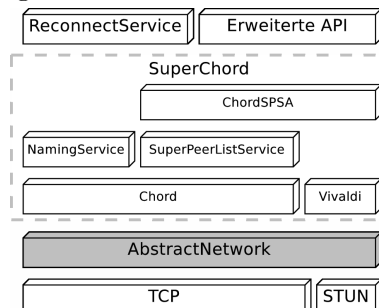 ReconnectService
Erweiterte API
SuperChord
ChordSPSA
NamingService
SuperPeerListService
Chord
Vivaldi
AbstractNetwork
TCP
STUN